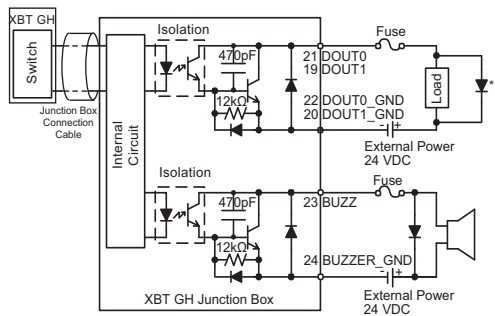 XBT GH
Switch
Junction Box
Connection
Cable
Internal
Circuit
Isolation
470pF
12kΩ
21 DOUT0
19 DOUT1
22 DOUT0_GND
20 DOUT1_GND
Fuse
Load
*
- +
External Power
24 VDC
Isolation
470pF
12kΩ
23 BUZZ
24 BUZZER_GND
Fuse
- +
External Power
24 VDC
XBT GH Junction Box